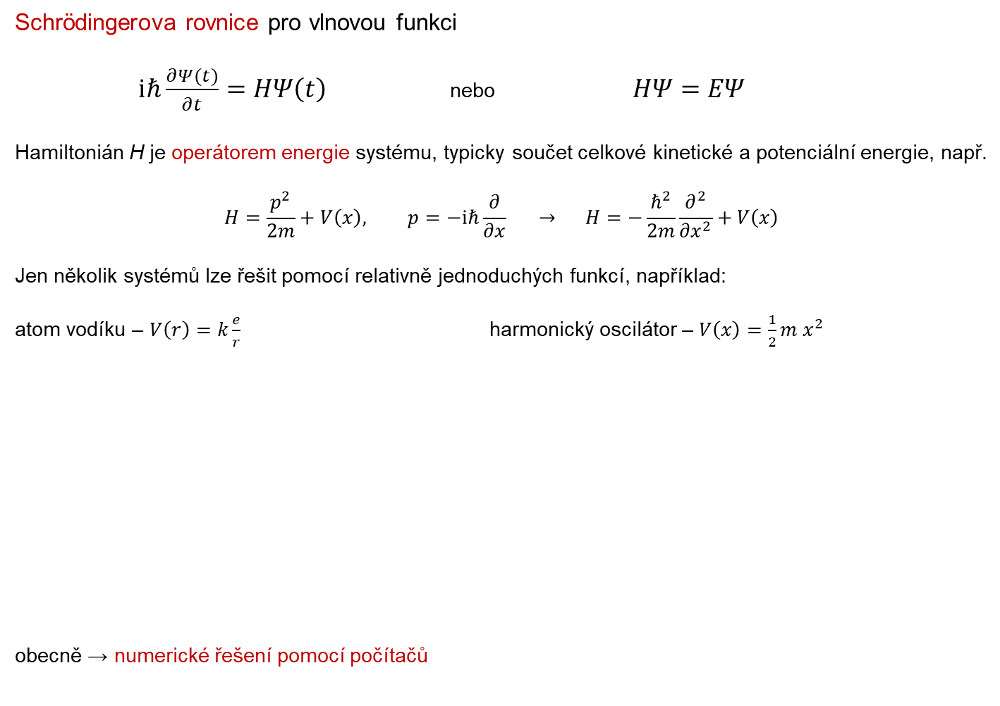 Schrödingerova rovnice pro vlnovou funkci
iħ ∂Ψ(t)/∂t = HΨ(t) nebo HΨ = EΨ
Hamiltonián H je operátorem energie systému, typicky součet celkové kinetické a potenciální energie, např.
H = p²/2m + V(x), p = −iħ ∂/∂x → H = − ħ²/2m ∂²/∂x² + V(x)
Jen několik systémů lze řešit pomocí relativně jednoduchých funkcí, například:
atom vodíku – V(r) = k e/r harmonický oscilátor – V(x) = 1/2 m x²
obecně → numerické řešení pomocí počítačů